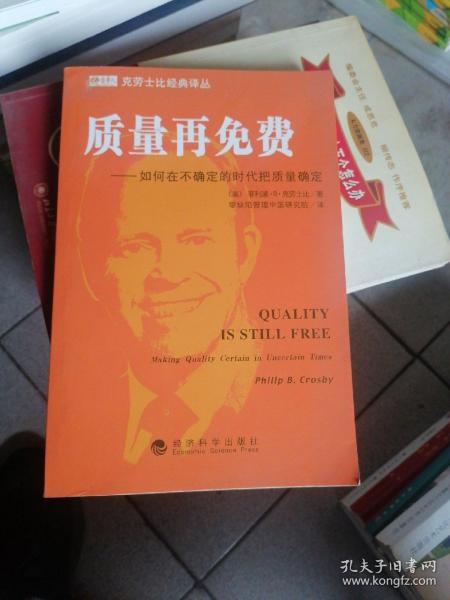 克劳士比经典译丛
质量再免费
——如何在不确定的时代把质量确定
〔美〕菲利浦·B·克劳士比/著
零缺陷管理中国研究院/译
QUALITY
IS STILL FREE
Making Quality Certain in Uncertain Times
Philip B. Crosby
经济科学出版社
Economic Science Press
怎么办
孔夫子旧书网
www.kongfz.com